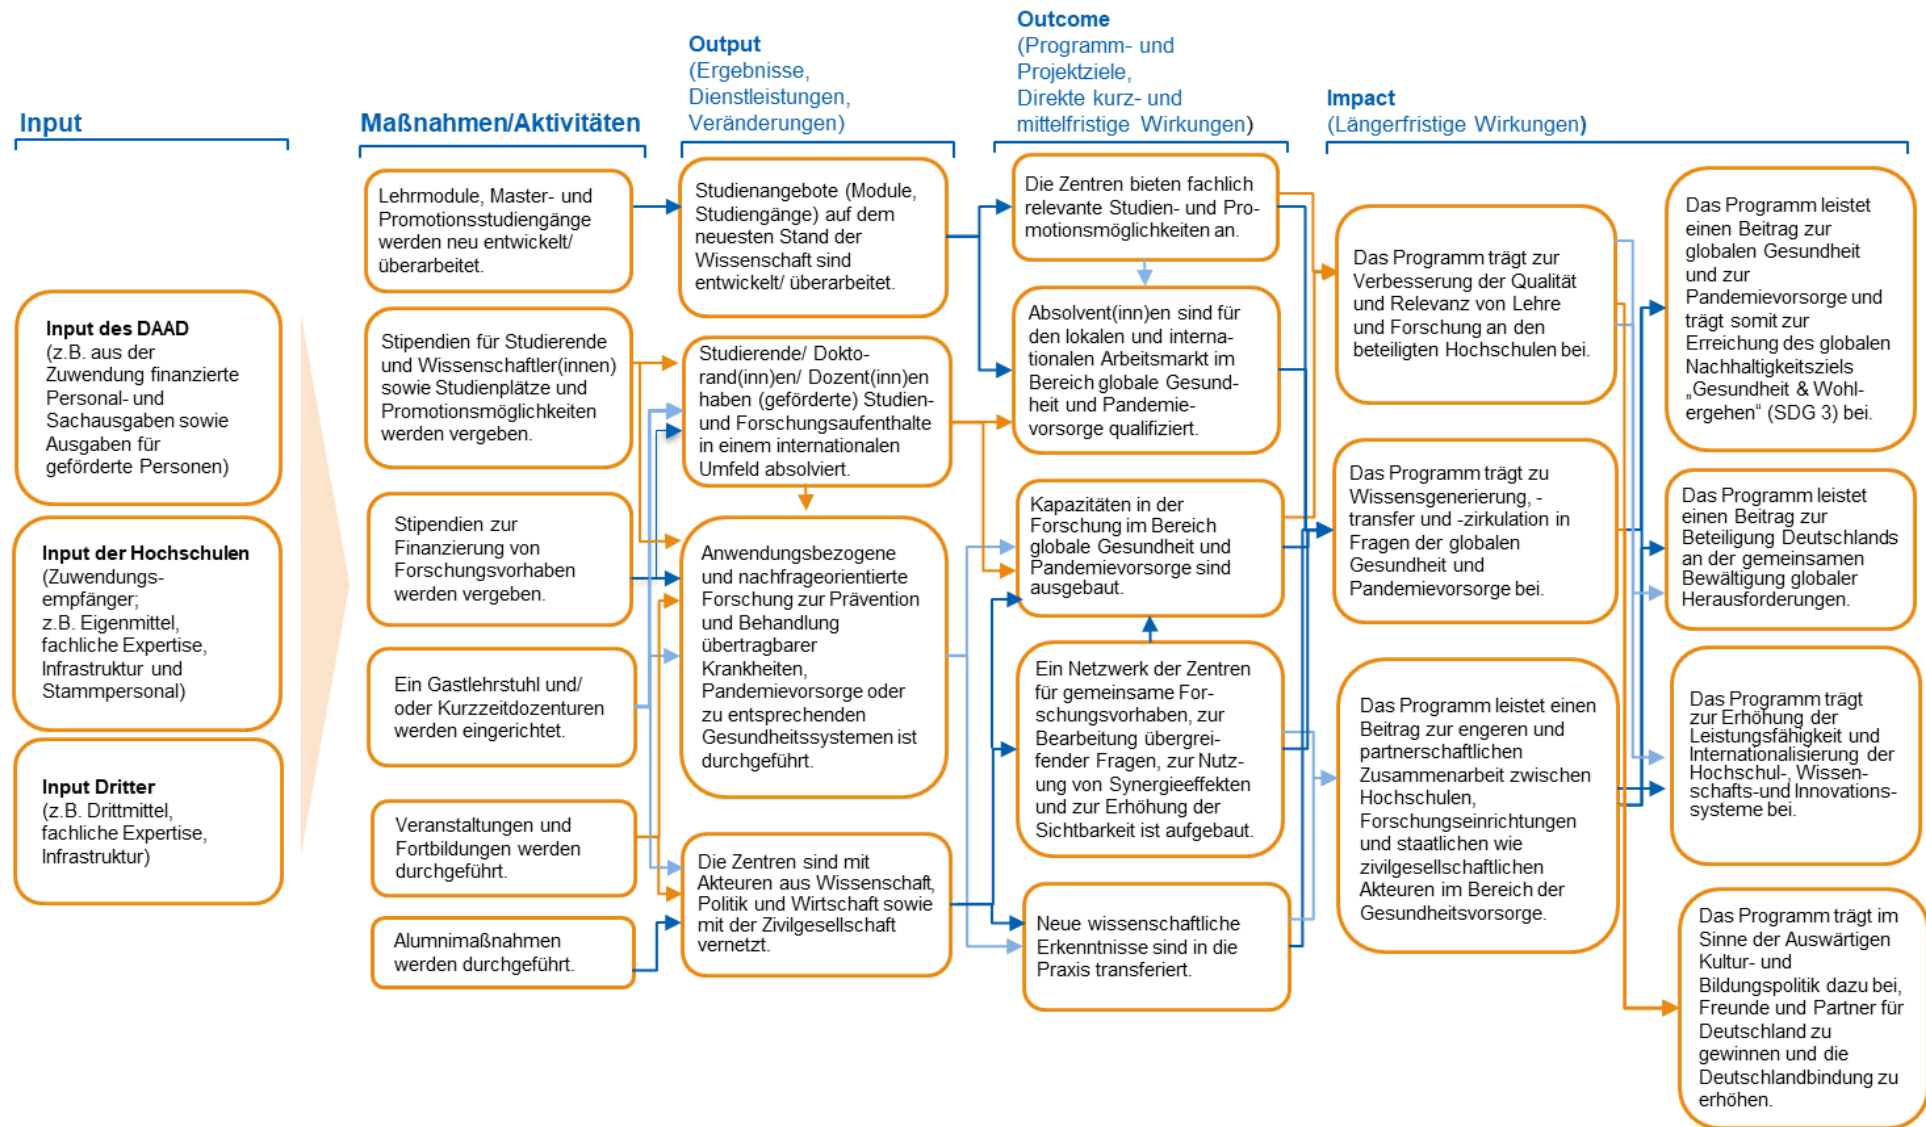 Input
Input des DAAD
(z.B. aus der
Zuwendung finanzierte
Personal- und
Sachausgaben sowie
Ausgaben für
geförderte Personen)
Input der Hochschulen
(Zuwendungs-
empfänger;
z.B. Eigenmittel,
fachliche Expertise,
Infrastruktur und
Stammpersonal)
Input Dritter
(z.B. Drittmittel,
fachliche Expertise,
Infrastruktur)
Maßnahmen/Aktivitäten
Lehrmodule, Master- und
Promotionsstudiengänge
werden neu entwickelt/
überarbeitet.
Stipendien für Studierende
und Wissenschaftler(innen)
sowie Studienplätze und
Promotionsmöglichkeiten
werden vergeben.
Stipendien zur
Finanzierung von
Forschungsvorhaben
werden vergeben.
Ein Gastlehrstuhl und/
oder Kurzzeitdozenturen
werden eingerichtet.
Veranstaltungen und
Fortbildungen werden
durchgeführt.
Alumnimaßnahmen
werden durchgeführt.
Output
(Ergebnisse,
Dienstleistungen,
Veränderungen)
Studienangebote (Module,
Studiengänge) auf dem
neuesten Stand der
Wissenschaft sind
entwickelt/ überarbeitet.
Studierende/ Dokto-
rand(inn)en/ Dozent(inn)en
haben (geförderte) Studien-
und Forschungsaufenthalte
in einem internationalen
Umfeld absolviert.
Anwendungsbezogene
und nachfrageorientierte
Forschung zur Prävention
und Behandlung
übertragbarer
Krankheiten,
Pandemievorsorge oder
zu entsprechenden
Gesundheitssystemen ist
durchgeführt.
Die Zentren sind mit
Akteuren aus Wissenschaft,
Politik und Wirtschaft sowie
mit der Zivilgesellschaft
vernetzt.
Outcome
(Programm- und
Projektziele,
Direkte kurz- und
mittelfristige Wirkungen)
Die Zentren bieten fachlich
relevante Studien- und Pro-
motionsmöglichkeiten an.
Absolvent(inn)en sind für
den lokalen und interna-
tionalen Arbeitsmarkt im
Bereich globale Gesund-
heit und Pandemie-
vorsorge qualifiziert.
Kapazitäten in der
Forschung im Bereich
globale Gesundheit und
Pandemievorsorge sind
ausgebaut.
Ein Netzwerk der Zentren
für gemeinsame For-
schungsvorhaben, zur
Bearbeitung übergrei-
fender Fragen, zur Nutz-
ung von Synergieeffekten
und zur Erhöhung der
Sichtbarkeit ist aufgebaut.
Neue wissenschaftliche
Erkenntnisse sind in die
Praxis transferiert.
Impact
(Längerfristige Wirkungen)
Das Programm trägt zur
Verbesserung der Qualität
und Relevanz von Lehre
und Forschung an den
beteiligten Hochschulen bei.
Das Programm trägt zu
Wissensgenerierung, -
transfer und -zirkulation in
Fragen der globalen
Gesundheit und
Pandemievorsorge bei.
Das Programm leistet einen
Beitrag zur engeren und
partnerschaftlichen
Zusammenarbeit zwischen
Hochschulen,
Forschungseinrichtungen
und staatlichen wie
zivilgesellschaftlichen
Akteuren im Bereich der
Gesundheitsvorsorge.
Das Programm leistet
einen Beitrag zur
globalen Gesundheit
und zur
Pandemievorsorge und
trägt somit zur
Erreichung des globalen
Nachhaltigkeitsziels
„Gesundheit & Wohl-
ergehen“ (SDG 3) bei.
Das Programm leistet
einen Beitrag zur
Beteiligung Deutschlands
an der gemeinsamen
Bewältigung globaler
Herausforderungen.
Das Programm trägt
zur Erhöhung der
Leistungsfähigkeit und
Internationalisierung der
Hochschul-, Wissen-
schafts-und Innovations-
systeme bei.
Das Programm trägt im
Sinne der Auswärtigen
Kultur- und
Bildungspolitik dazu bei,
Freunde und Partner für
Deutschland zu
gewinnen und die
Deutschlandbindung zu
erhöhen.